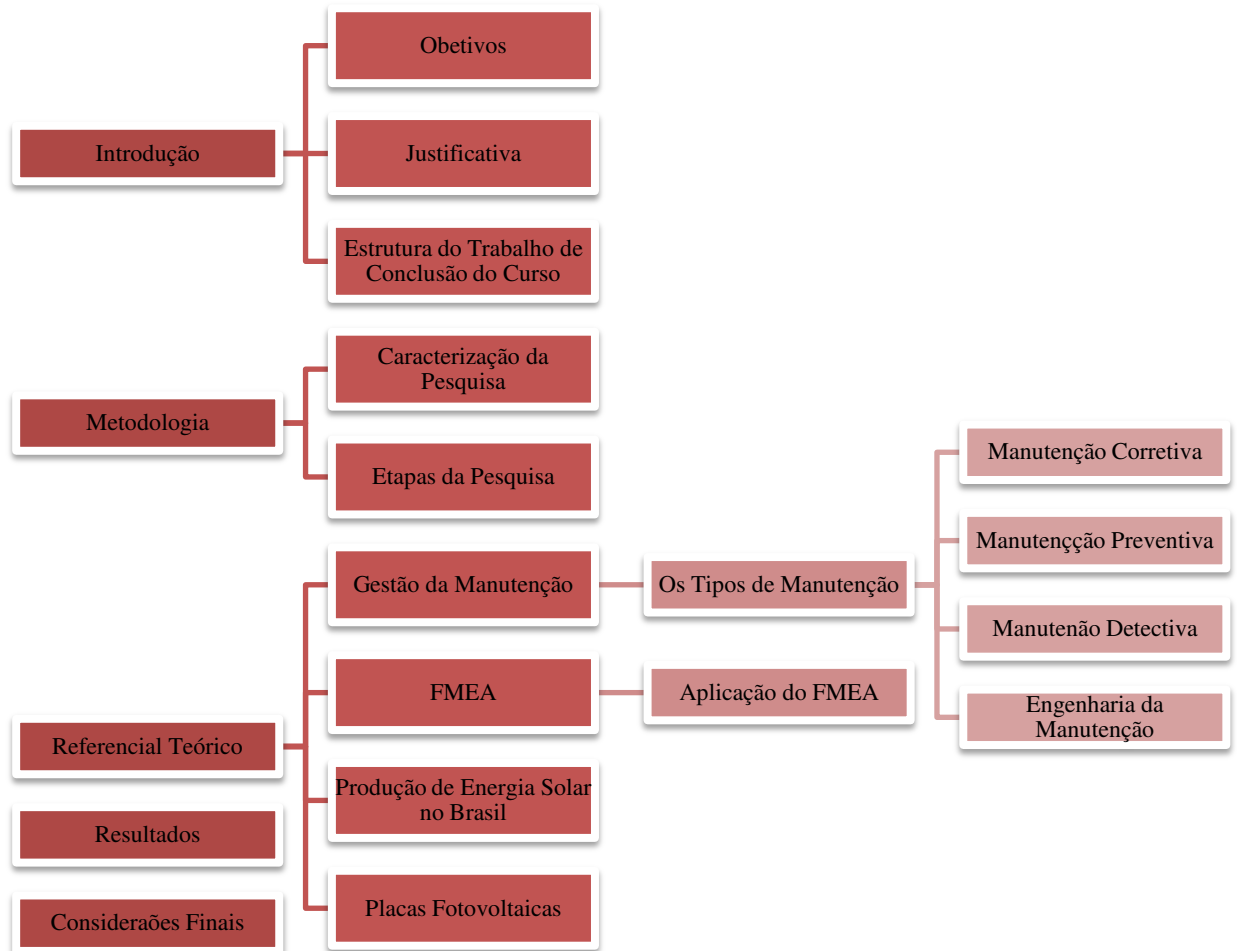 Introdução
Obetivos
Justificativa
Estrutura do Trabalho de
Conclusão do Curso
Metodologia
Caracterização da
Pesquisa
Etapas da Pesquisa
Referencial Teórico
Gestão da Manutenção
Os Tipos de Manutenção
Manutenção Corretiva
Manutençção Preventiva
Manutenão Detectiva
Engenharia da
Manutenção
FMEA
Aplicação do FMEA
Produção de Energia Solar
no Brasil
Placas Fotovoltaicas
Resultados
Consideraões Finais